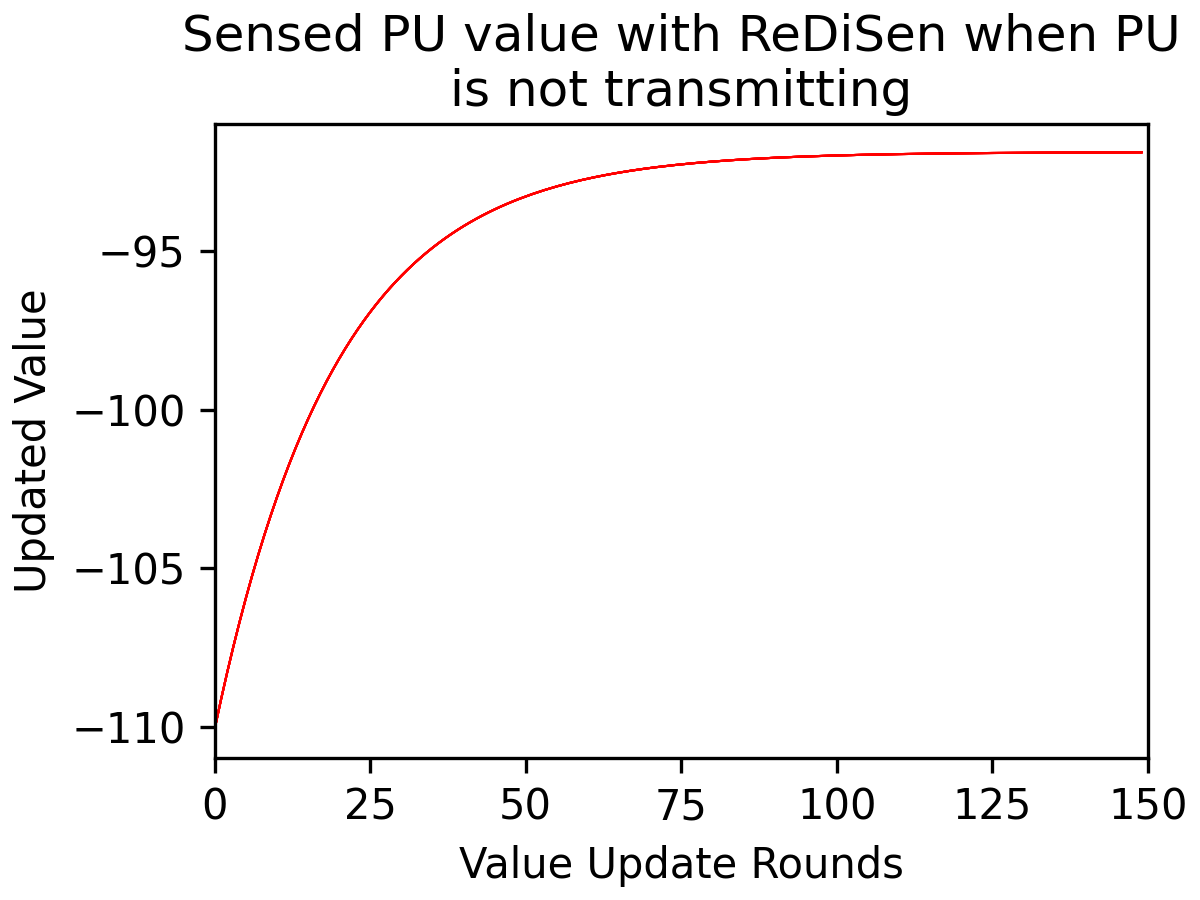 Sensed PU value with ReDiSen when PU
is not transmitting
−95
−100
−105
−110
Updated Value
0 25 50 75 100 125 150
Value Update Rounds